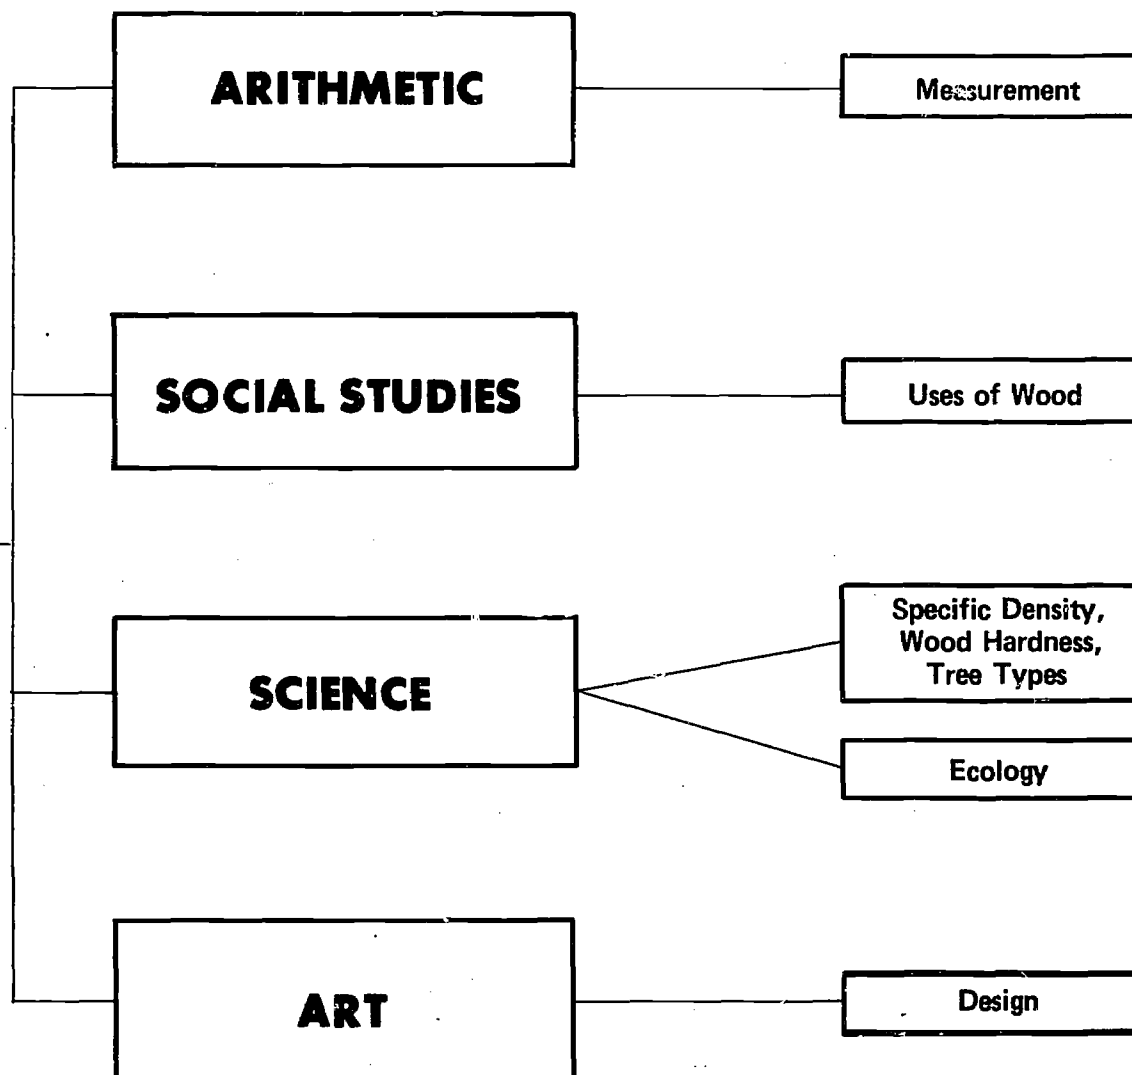 ARITHMETIC
Measurement
SOCIAL STUDIES
Uses of Wood
SCIENCE
Specific Density,
Wood Hardness,
Tree Types
Ecology
ART
Design